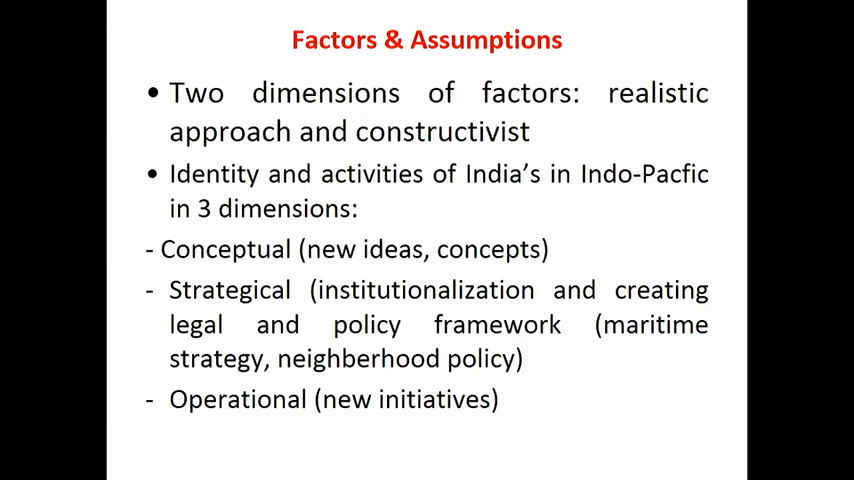 Factors & Assumptions
• Two dimensions of factors: realistic
approach and constructivist
• Identity and activities of India's in Indo-Pacfic
in 3 dimensions:
- Conceptual (new ideas, concepts)
- Strategical (institutionalization and creating
legal and policy framework (maritime
strategy, neighberhood policy)
- Operational (new initiatives)